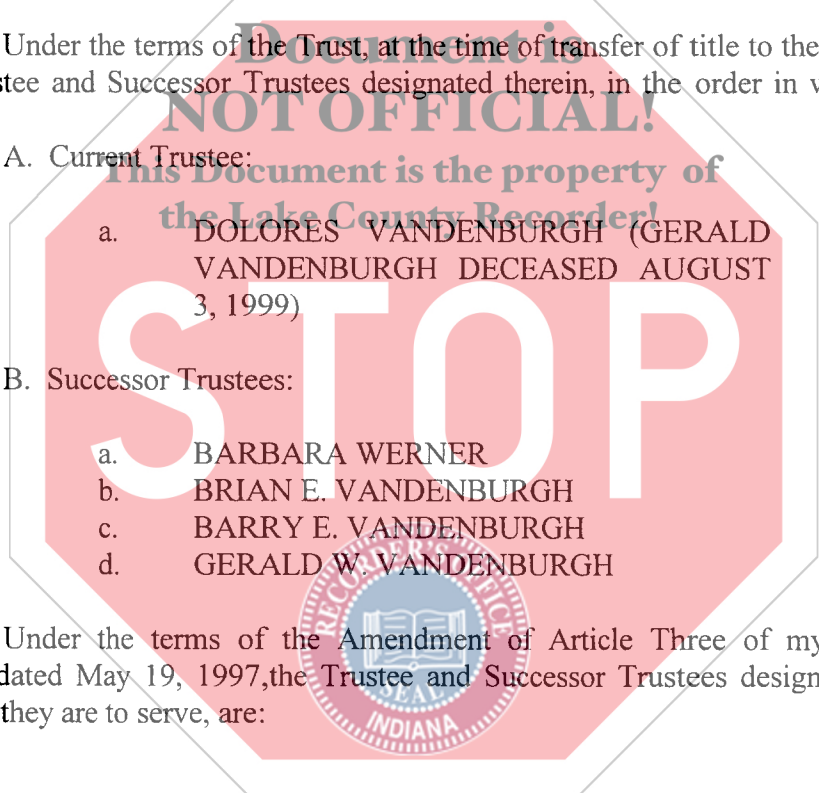 Document is
Under the terms of the Trust, at the time of transfer of title to the
stee and Successor Trustees designated therein, in the order in
NOT OFFICIAL!
A. Current Trustee:
This Document is the property of
the Lake County Recorder!
a. DOLORES VANDENBURGH (GERALD
VANDENBURGH DECEASED AUGUST
3, 1999)
STOP
B. Successor Trustees:
a. BARBARA WERNER
b. BRIAN E. VANDENBURGH
c. BARRY E. VANDENBURGH
d. GERALD W. VANDENBURGH
RECORDER'S OFFICE
SEAL
INDIANA
Under the terms of the Amendment of Article Three of my
dated May 19, 1997,the Trustee and Successor Trustees design
they are to serve, are: